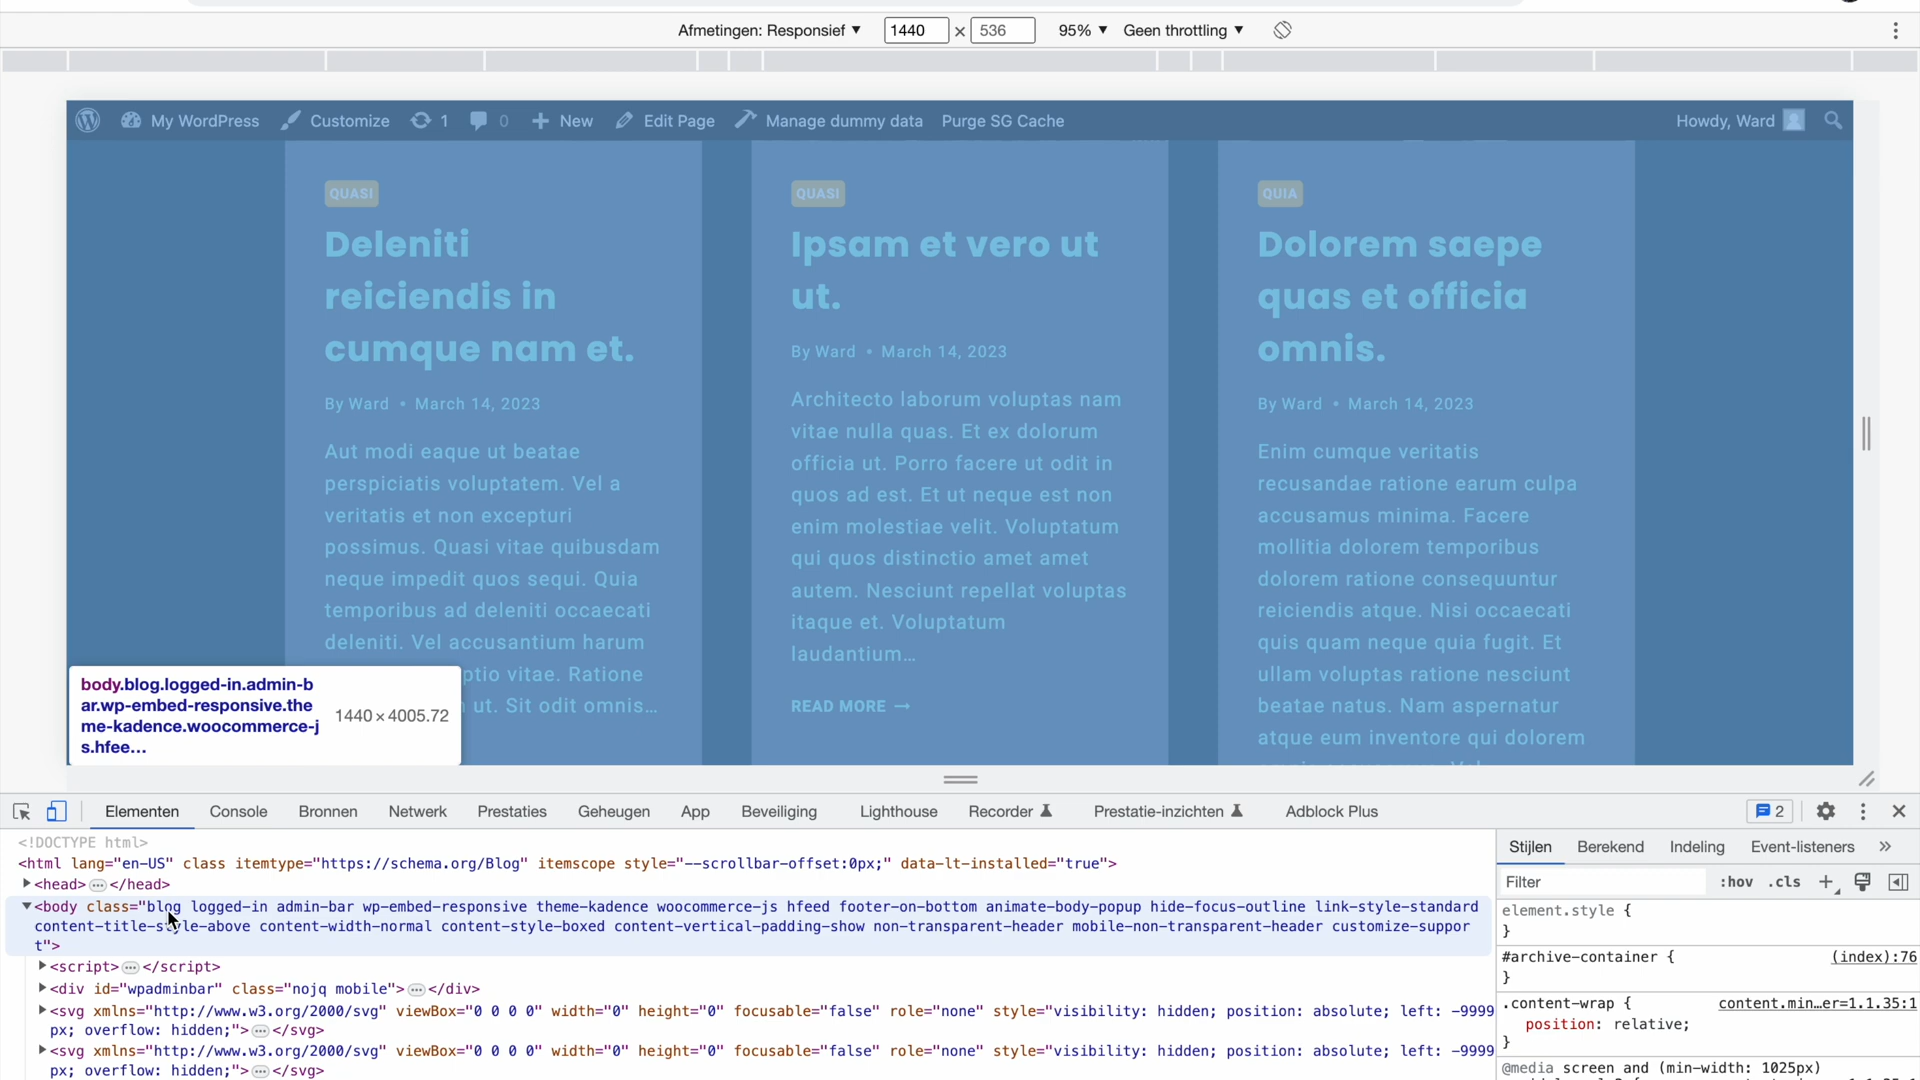 Afmetingen: Responsief ▼ 1440 × 536 95% ▼ Geen throttling ▼
My WordPress Customize 1 0 New Edit Page Manage dummy data Purge SG Cache Howdy, Ward
QUASI
Deleniti
reiciendis in
cumque nam et.
By Ward • March 14, 2023
Aut modi eaque ut beatae
perspiciatis voluptatem. Vel a
veritatis et non excepturi
possimus. Quasi vitae quibusdam
neque impedit quos sequi. Quia
temporibus ad deleniti occaecati
deleniti. Vel accusantium harum
ptio vitae. Ratione
ut. Sit odit omnis…
QUASI
Ipsam et vero ut
ut.
By Ward • March 14, 2023
Architecto laborum voluptas nam
vitae nulla quas. Et ex dolorum
officia ut. Porro facere ut odit in
quos ad est. Et ut neque est non
enim molestiae velit. Voluptatum
qui quos distinctio amet amet
autem. Nesciunt repellat voluptas
itaque et. Voluptatum
laudantium…
READ MORE →
QUIA
Dolorem saepe
quas et officia
omnis.
By Ward • March 14, 2023
Enim cumque veritatis
recusandae ratione earum culpa
accusamus minima. Facere
mollitia dolorem temporibus
dolorem ratione consequuntur
reiciendis atque. Nisi occaecati
quis quam neque quia fugit. Et
ullam voluptas ratione nesciunt
beatae natus. Nam aspernatur
atque eum inventore qui dolorem
body.blog.logged-in.admin-b
ar.wp-embed-responsive.the
me-kadence.woocommerce-j
s.hfee…
1440 × 4005.72
Elementen Console Bronnen Netwerk Prestaties Geheugen App Beveiliging Lighthouse Recorder Prestatie-inzichten Adblock Plus 2
<!DOCTYPE html>
<html lang="en-US" class itemtype="https://schema.org/Blog" itemscope style="--scrollbar-offset:0px;" data-lt-installed="true">
▶<head>…</head>
▼<body class="blog logged-in admin-bar wp-embed-responsive theme-kadence woocommerce-js hfeed footer-on-bottom animate-body-popup hide-focus-outline link-style-standard
content-title-style-above content-width-normal content-style-boxed content-vertical-padding-show non-transparent-header mobile-non-transparent-header customize-suppor
t">
▶<script>…</script>
▶<div id="wpadminbar" class="nojq mobile">…</div>
▶<svg xmlns="http://www.w3.org/2000/svg" viewBox="0 0 0 0" width="0" height="0" focusable="false" role="none" style="visibility: hidden; position: absolute; left: -9999
px; overflow: hidden;">…</svg>
▶<svg xmlns="http://www.w3.org/2000/svg" viewBox="0 0 0 0" width="0" height="0" focusable="false" role="none" style="visibility: hidden; position: absolute; left: -9999
px; overflow: hidden;">…</svg>
Stijlen Berekend Indeling Event-listeners »
Filter :hov .cls +
element.style {
}
#archive-container { (index):76
}
.content-wrap { content.min…er=1.1.35:1
position: relative;
}
@media screen and (min-width: 1025px)